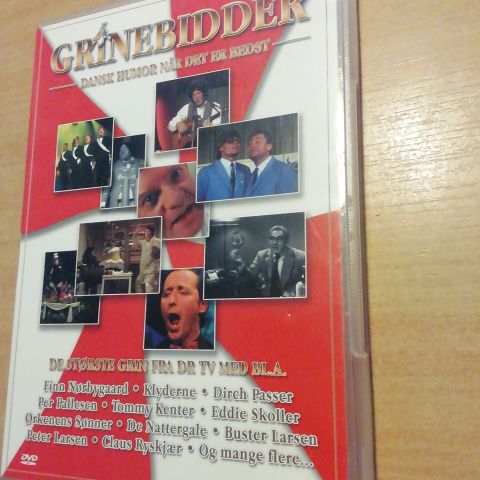 GRINEBIDDER
DANSK HUMOR NÅR DET ER BEDST
DE STØRSTE GRIN FRA DR TV MED BL.A.
Finn Nørbygaard • Klyderne • Dirch Passer
Per Pallesen • Tommy Kenter • Eddie Skoller
Ørkenens Sønner • De Nattergale • Buster Larsen
Peter Larsen • Claus Ryskjær • Og mange flere...
DVD